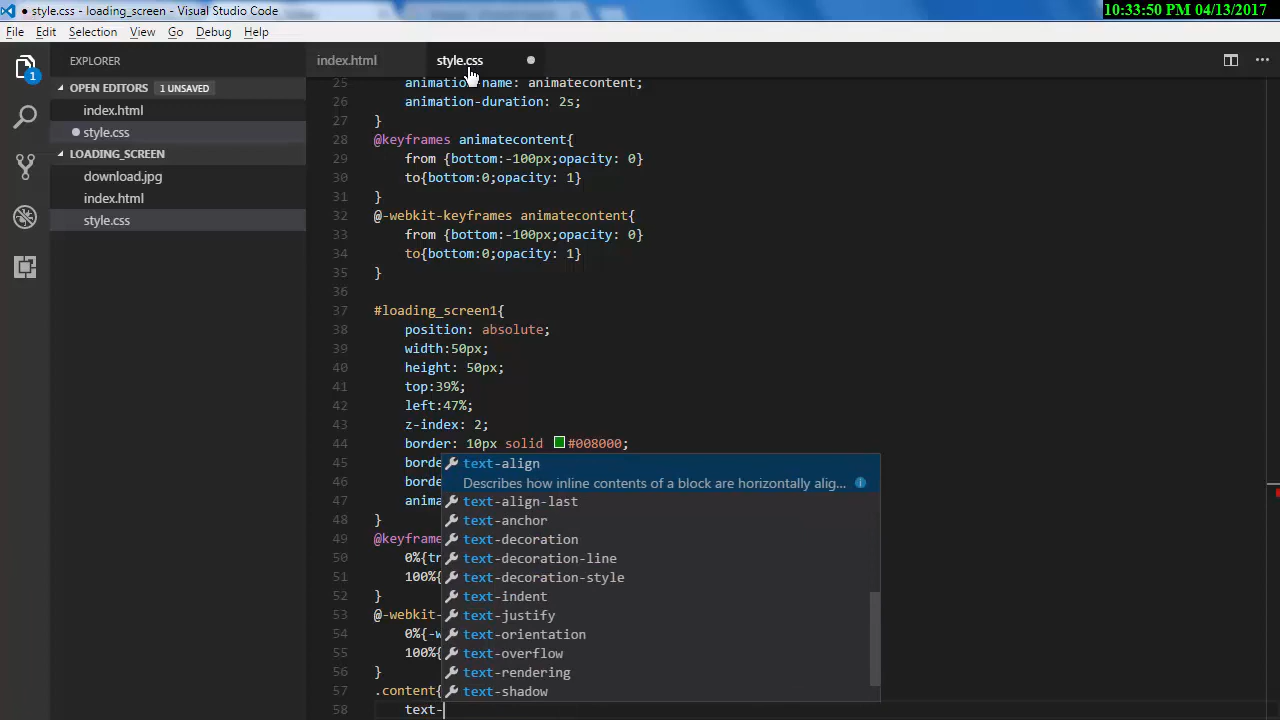 style.css - loading_screen - Visual Studio Code
10:33:50 PM 04/13/2017
File Edit Selection View Go Debug Help
EXPLORER
index.html style.css
OPEN EDITORS 1 UNSAVED
index.html
style.css
LOADING_SCREEN
download.jpg
index.html
style.css
1
25 animation-name: animatecontent;
26 animation-duration: 2s;
27 }
28 @keyframes animatecontent{
29 from {bottom:-100px;opacity: 0}
30 to{bottom:0;opacity: 1}
31 }
32 @-webkit-keyframes animatecontent{
33 from {bottom:-100px;opacity: 0}
34 to{bottom:0;opacity: 1}
35 }
36
37 #loading_screen1{
38 position: absolute;
39 width:50px;
40 height: 50px;
41 top:39%;
42 left:47%;
43 z-index: 2;
44 border: 10px solid #008000;
45 borde
46 borde
47 anima
48 }
49 @keyframe
50 0%{tr
51 100%{
52 }
53 @-webkit-
54 0%{-w
55 100%{
56 }
57 .content{
58 text-
text-align
Describes how inline contents of a block are horizontally alig...
text-align-last
text-anchor
text-decoration
text-decoration-line
text-decoration-style
text-indent
text-justify
text-orientation
text-overflow
text-rendering
text-shadow